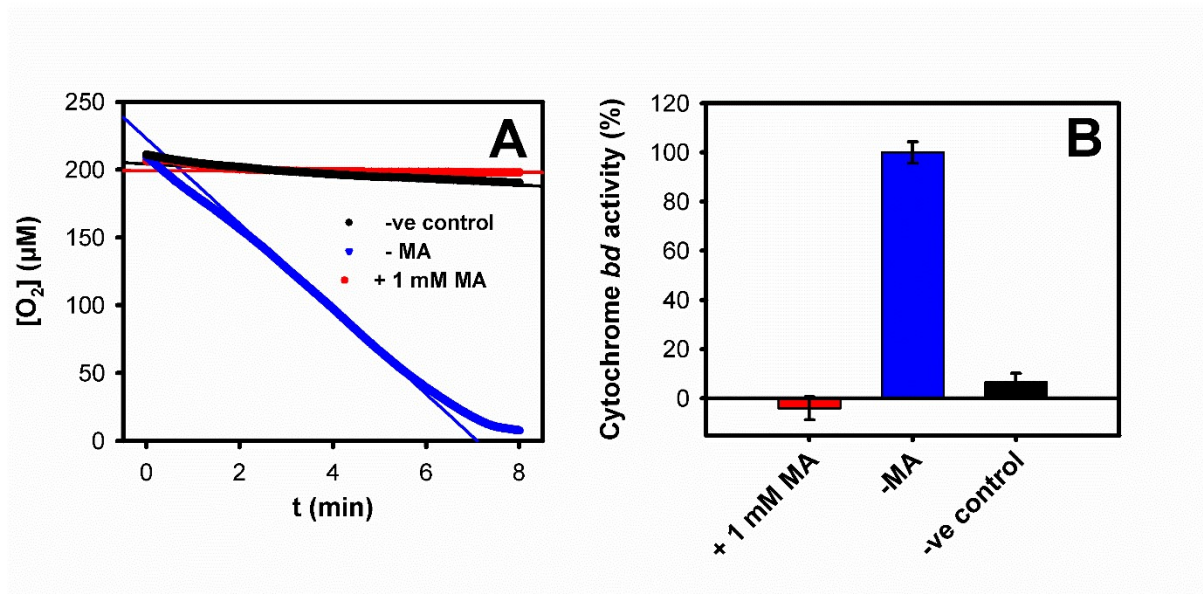 A
[O₂] (µM)
250
200
150
100
50
0
-ve control
- MA
+ 1 mM MA
0 2 4 6 8
t (min)
B
Cytochrome bd activity (%)
120
100
80
60
40
20
0
+ 1 mM MA
-MA
-ve control